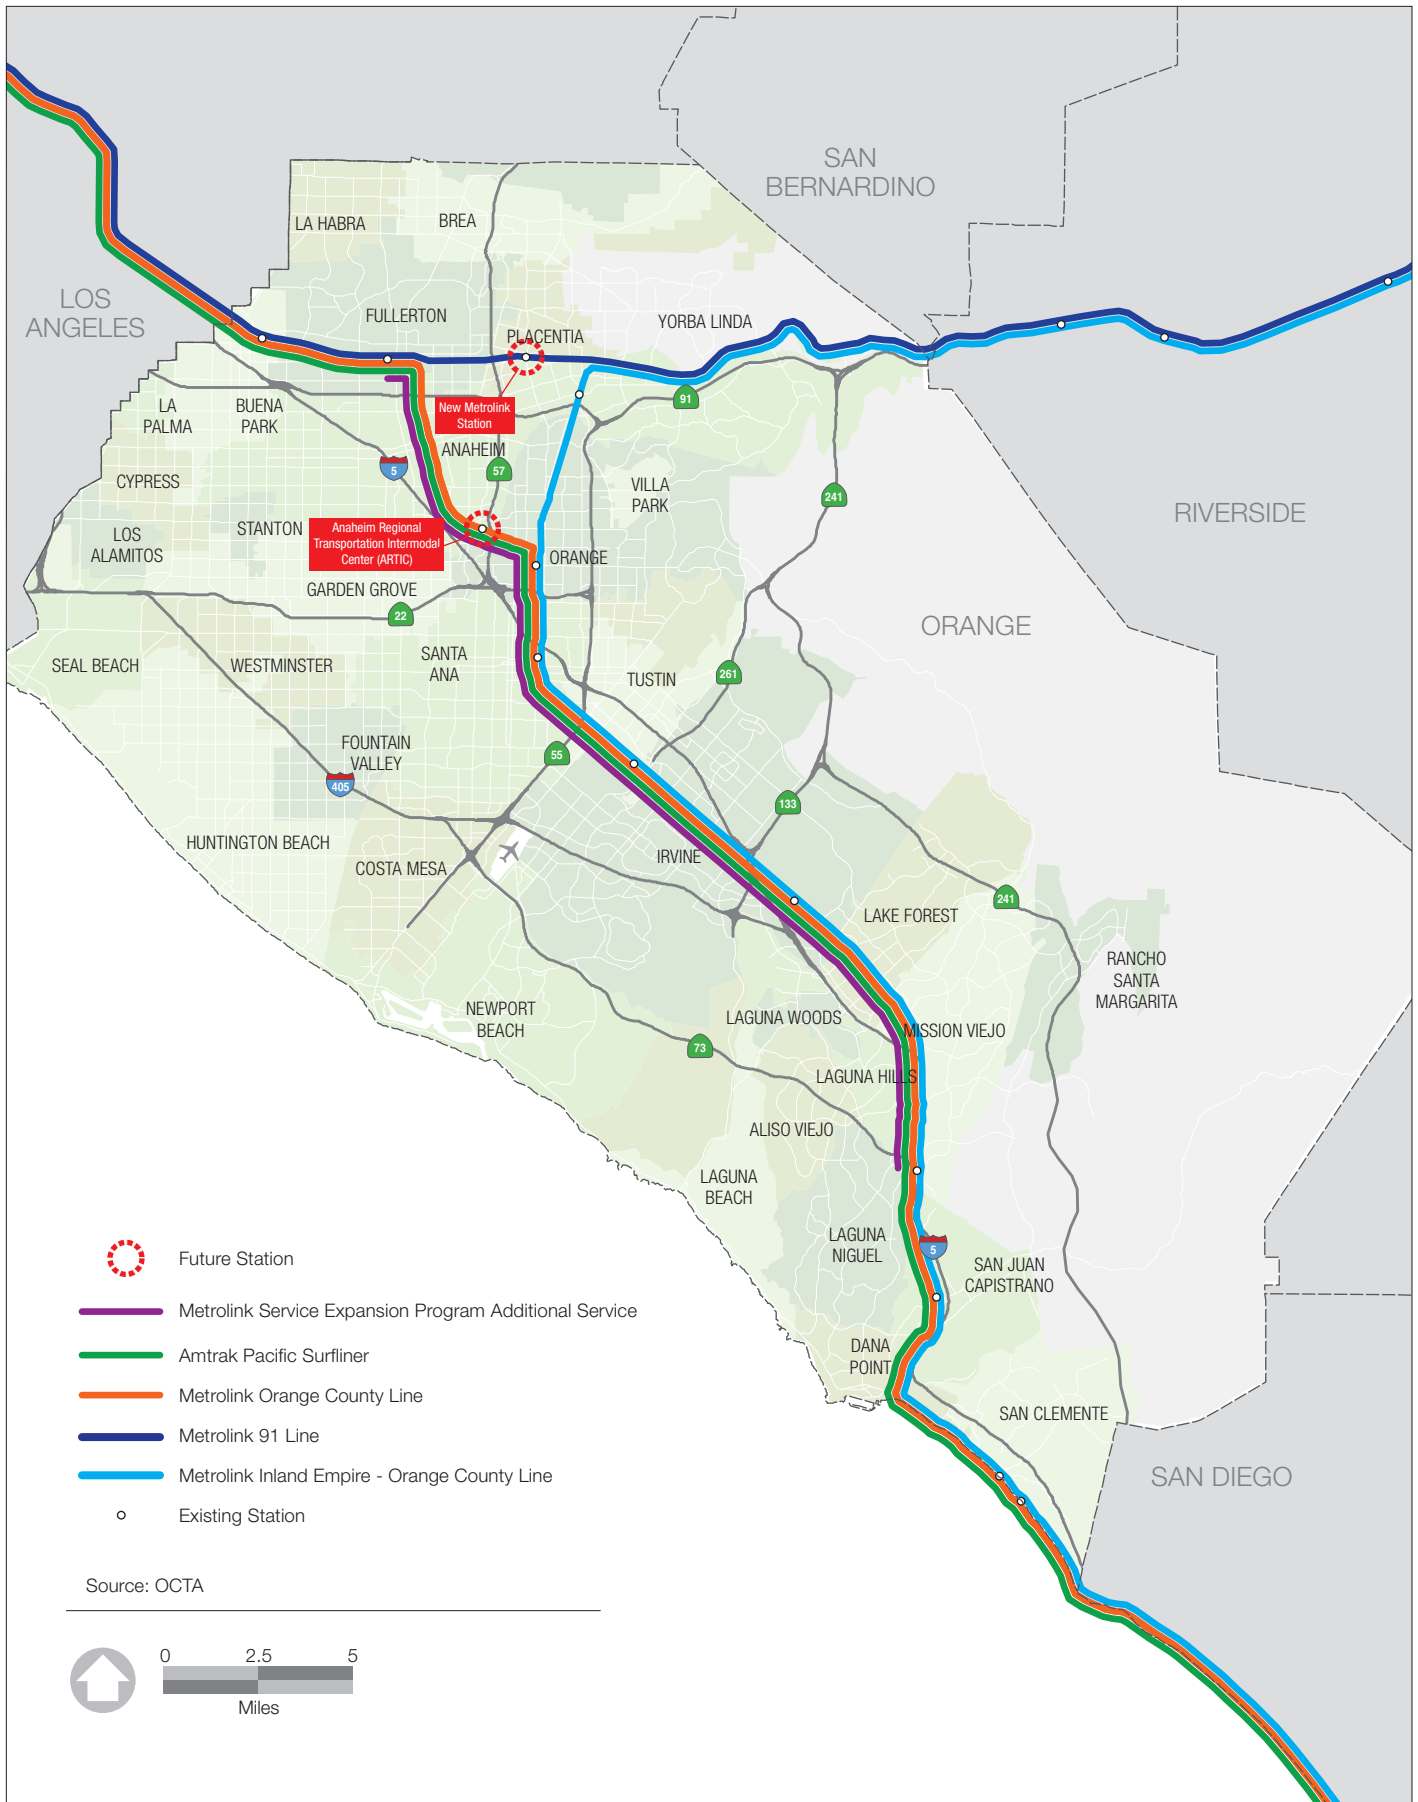 SAN
BERNARDINO
LA HABRA
BREA
LOS
ANGELES
FULLERTON
PLACENTIA
YORBA LINDA
LA
PALMA
BUENA
PARK
New Metrolink
Station
91
ANAHEIM
5
57
CYPRESS
VILLA
PARK
241
RIVERSIDE
LOS
ALAMITOS
STANTON
Anaheim Regional
Transportation Intermodal
Center (ARTIC)
ORANGE
GARDEN GROVE
22
ORANGE
SEAL BEACH
WESTMINSTER
SANTA
ANA
TUSTIN
261
FOUNTAIN
VALLEY
55
405
133
HUNTINGTON BEACH
COSTA MESA
IRVINE
LAKE FOREST
241
RANCHO
SANTA
MARGARITA
NEWPORT
BEACH
LAGUNA WOODS
MISSION VIEJO
73
LAGUNA HILLS
ALISO VIEJO
LAGUNA
BEACH
LAGUNA
NIGUEL
5
SAN JUAN
CAPISTRANO
DANA
POINT
SAN CLEMENTE
SAN DIEGO
Future Station
Metrolink Service Expansion Program Additional Service
Amtrak Pacific Surfliner
Metrolink Orange County Line
Metrolink 91 Line
Metrolink Inland Empire - Orange County Line
Existing Station
Source: OCTA
0 2.5 5
Miles